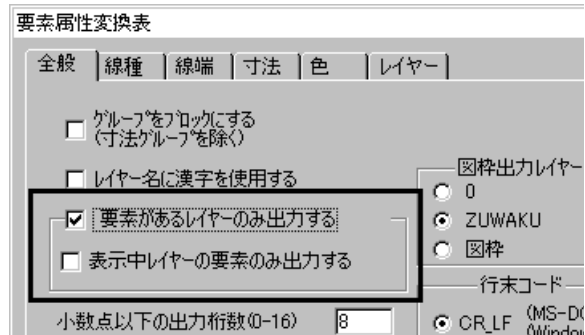 要素属性変換表
全般 線種 線端 寸法 色 レイヤー
ｸﾞﾙｰﾌﾟをﾌﾞﾛｯｸにする
(寸法ｸﾞﾙｰﾌﾟを除く)
ﾚｲﾔｰ名に漢字を使用する
要素があるﾚｲﾔｰのみ出力する
表示中ﾚｲﾔｰの要素のみ出力する
小数点以下の出力桁数(0-16) 8
図枠出力レイヤー
0
ZUWAKU
図枠
行末コード
CR_LF (MS-D